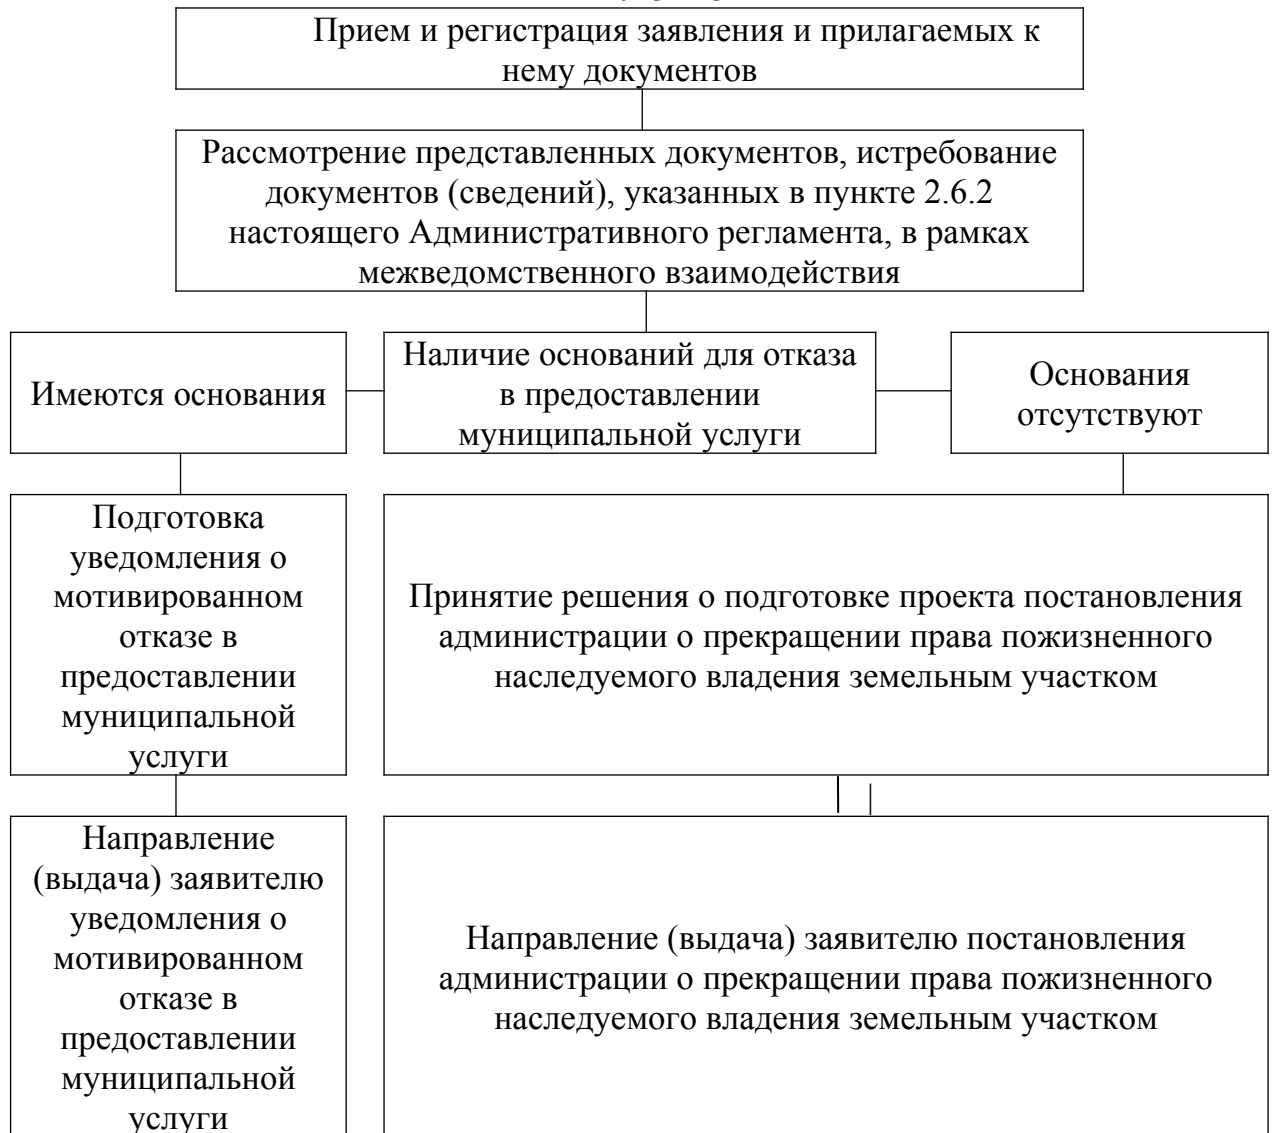 Прием и регистрация заявления и прилагаемых к
нему документов
Рассмотрение представленных документов, истребование
документов (сведений), указанных в пункте 2.6.2
настоящего Административного регламента, в рамках
межведомственного взаимодействия
Имеются основания
Наличие оснований для отказа
в предоставлении
муниципальной услуги
Основания
отсутствуют
Подготовка
уведомления о
мотивированном
отказе в
предоставлении
муниципальной
услуги
Принятие решения о подготовке проекта постановления
администрации о прекращении права пожизненного
наследуемого владения земельным участком
Направление
(выдача) заявителю
уведомления о
мотивированном
отказе в
предоставлении
муниципальной
услуги
Направление (выдача) заявителю постановления
администрации о прекращении права пожизненного
наследуемого владения земельным участком